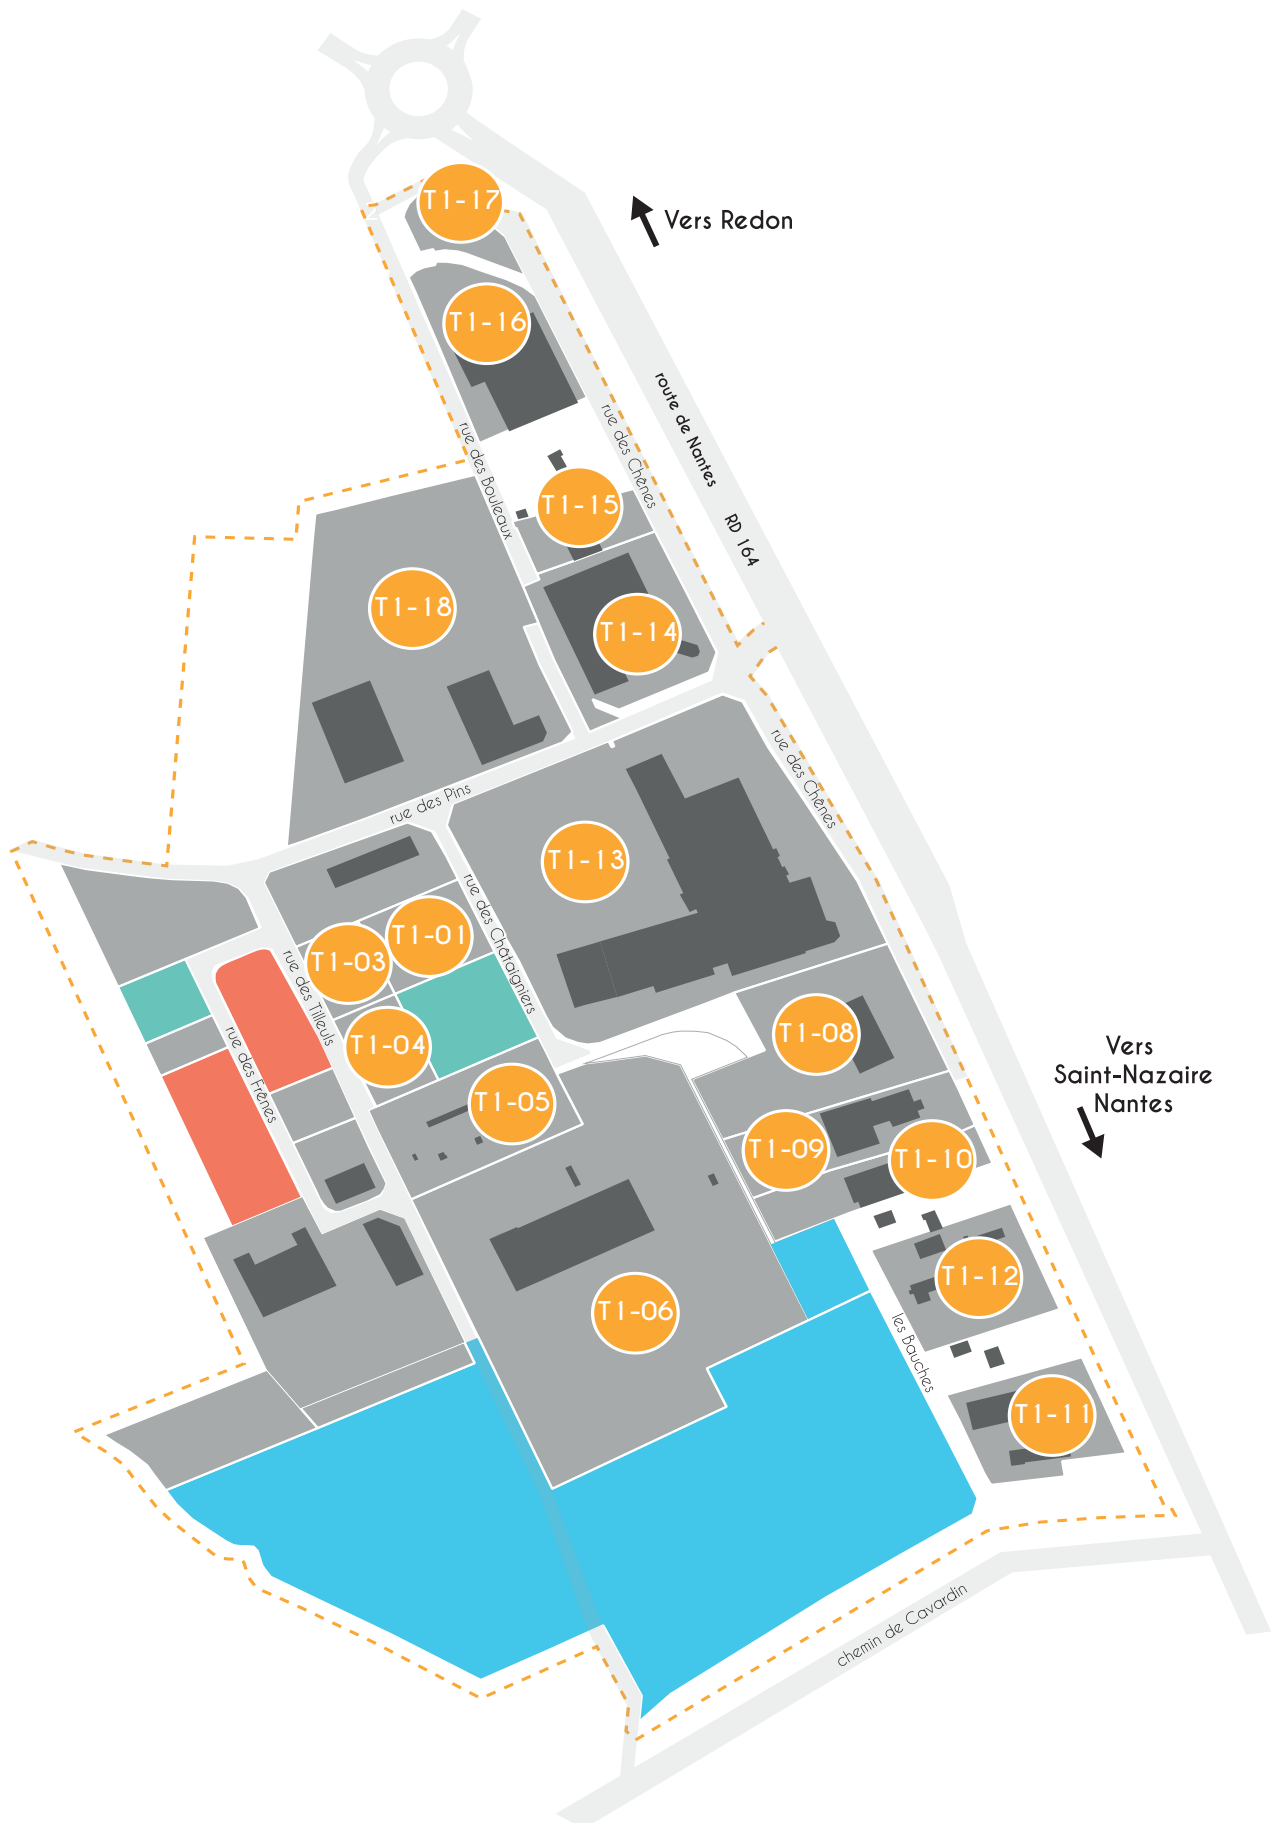 T1-17
2
Vers Redon
T1-16
route de Nantes
RD 164
rue des Chênes
rue des Bouleaux
T1-15
T1-18
T1-14
rue des Chênes
rue des Pins
T1-13
rue des Châtaigniers
T1-01
T1-03
rue des Tilleuls
T1-04
rue des Frênes
T1-08
Vers
Saint-Nazaire
Nantes
T1-05
T1-09
T1-10
T1-12
T1-06
les Bauches
T1-11
chemin de Cavardin